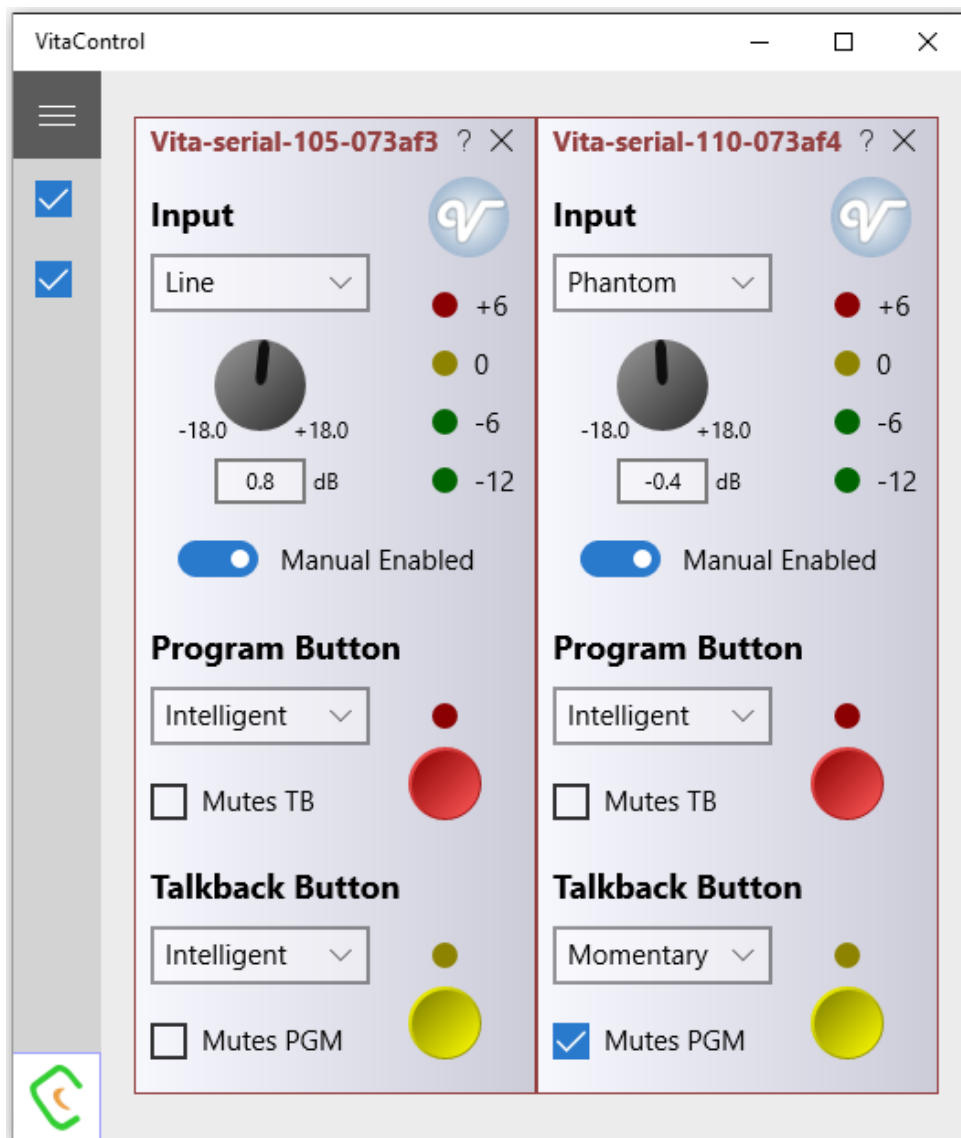 VitaControl
Vita-serial-105-073af3 ?
Input
Line
+6
0
-18.0 +18.0
-6
0.8 dB
-12
Manual Enabled
Program Button
Intelligent
Mutes TB
Talkback Button
Intelligent
Mutes PGM
Vita-serial-110-073af4 ?
Input
Phantom
+6
0
-18.0 +18.0
-6
-0.4 dB
-12
Manual Enabled
Program Button
Intelligent
Mutes TB
Talkback Button
Momentary
Mutes PGM